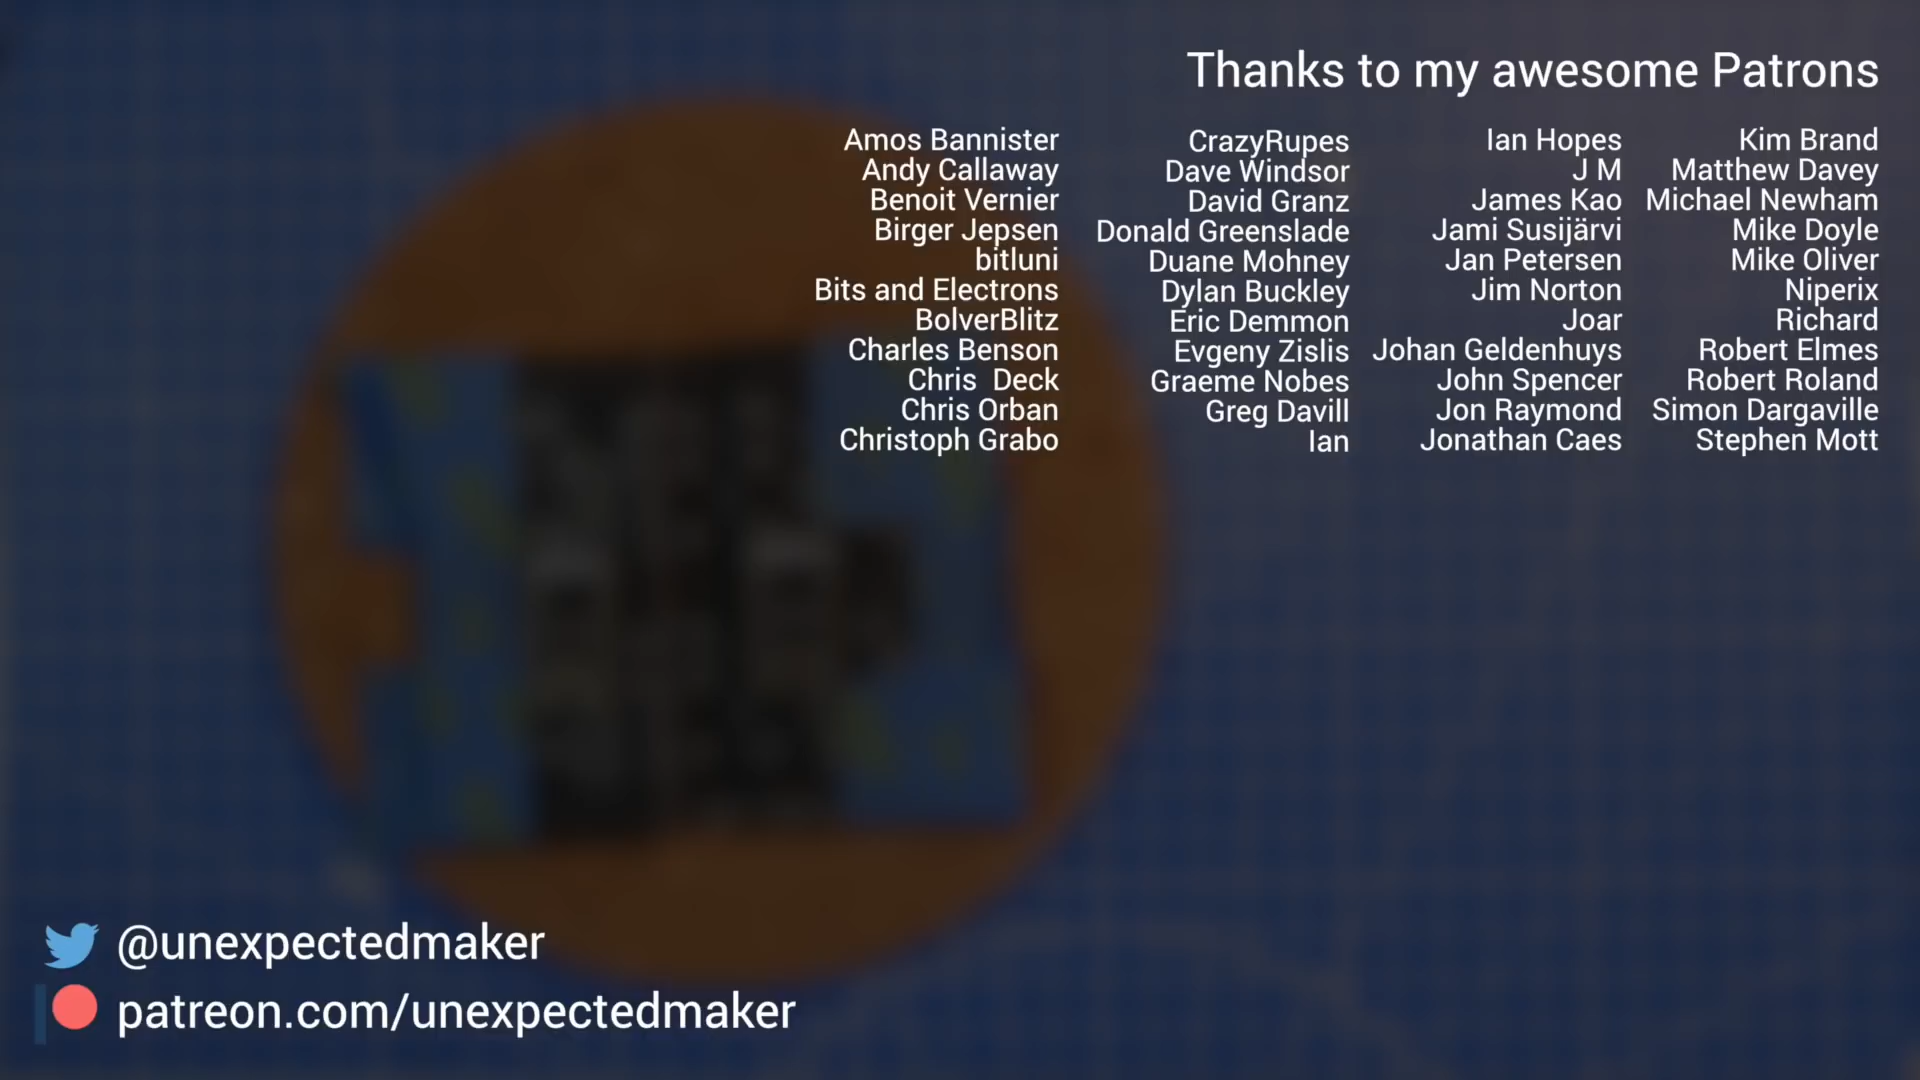 Thanks to my awesome Patrons
Amos Bannister
Andy Callaway
Benoit Vernier
Birger Jepsen
bitluni
Bits and Electrons
BolverBlitz
Charles Benson
Chris  Deck
Chris Orban
Christoph Grabo
CrazyRupes
Dave Windsor
David Granz
Donald Greenslade
Duane Mohney
Dylan Buckley
Eric Demmon
Evgeny Zislis
Graeme Nobes
Greg Davill
Ian
Ian Hopes
J M
James Kao
Jami Susijärvi
Jan Petersen
Jim Norton
Joar
Johan Geldenhuys
John Spencer
Jon Raymond
Jonathan Caes
Kim Brand
Matthew Davey
Michael Newham
Mike Doyle
Mike Oliver
Niperix
Richard
Robert Elmes
Robert Roland
Simon Dargaville
Stephen Mott
@unexpectedmaker
patreon.com/unexpectedmaker